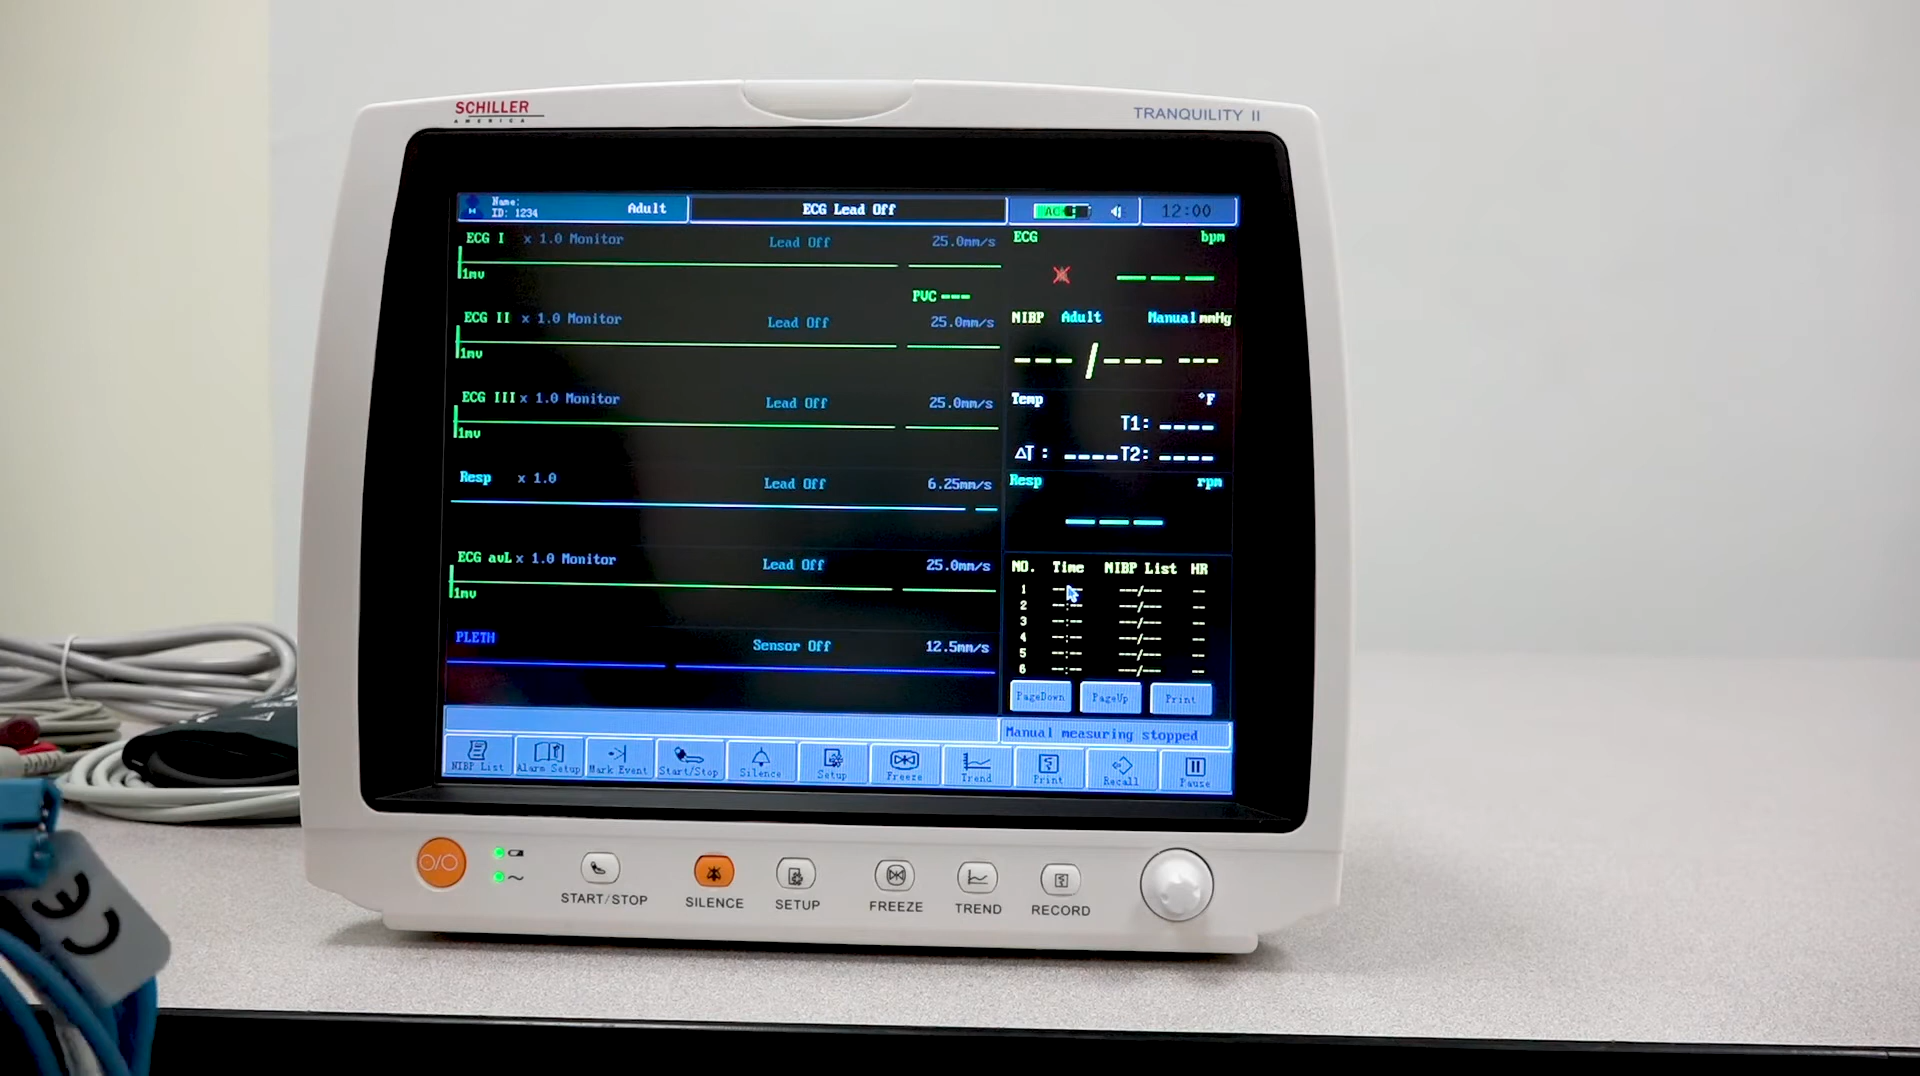 SCHILLER
AMERICA
TRANQUILITY II
Name:
ID: 1234
Adult
ECG Lead Off
AC
12:00
ECG I x 1.0 Monitor Lead Off 25.0mm/s
1mv
PVC ---
ECG II x 1.0 Monitor Lead Off 25.0mm/s
1mv
ECG III x 1.0 Monitor Lead Off 25.0mm/s
1mv
Resp x 1.0 Lead Off 6.25mm/s
ECG avL x 1.0 Monitor Lead Off 25.0mm/s
1mv
PLETH Sensor Off 12.5mm/s
ECG bpm
---
NIBP Adult Manual mmHg
---/--- ---
Temp °F
T1: ----
ΔT : ---- T2: ----
Resp rpm
---
NO. Time NIBP List HR
1 --:-- ---/--- --
2 --:-- ---/--- --
3 --:-- ---/--- --
4 --:-- ---/--- --
5 --:-- ---/--- --
6 --:-- ---/--- --
PageDown PageUp Print
Manual measuring stopped
NIBP List Alarm Setup Mark Event Start/Stop Silence Setup Freeze Trend Print Recall Pause
START/STOP SILENCE SETUP FREEZE TREND RECORD
CE